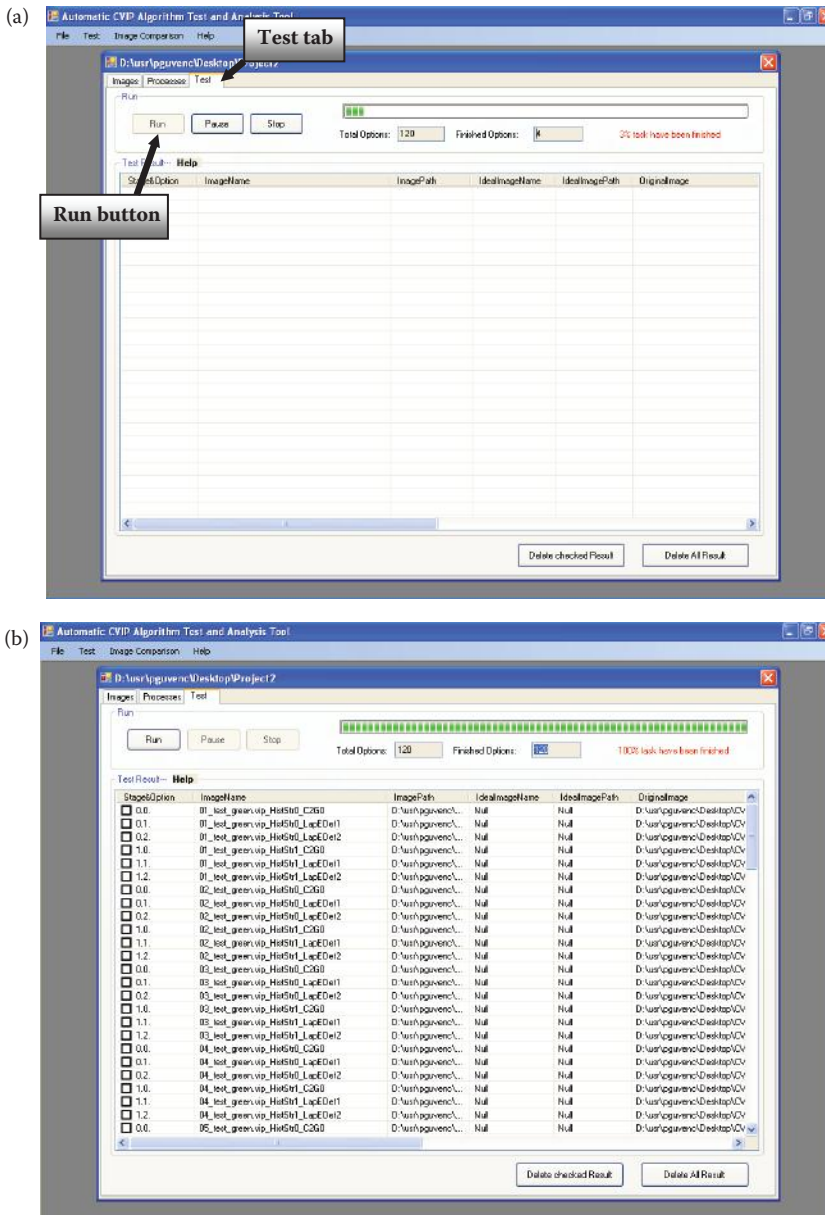 (a)
Automatic CVIP Algorithm Test and Analysis Tool
File Test Image Comparison Help
Test tab
D:\usr\pguvenc\Desktop\Project2
Images Processes Test
Run
Run Pause Stop
Total Options: 120 Finished Options: 4 3% task have been finished
Test Result-- Help
Stage&Option ImageName ImagePath IdealImageName IdealImagePath OriginalImage
Run button
Delete checked Result Delete All Result
(b)
Automatic CVIP Algorithm Test and Analysis Tool
File Test Image Comparison Help
D:\usr\pguvenc\Desktop\Project2
Images Processes Test
Run
Run Pause Stop
Total Options: 120 Finished Options: 120 100% task have been finished
Test Result-- Help
Stage&Option ImageName ImagePath IdealImageName IdealImagePath OriginalImage
0.0. 01_test_green.vip_HistStr0_C2G0 D:\usr\pguvenc\... Null Null D:\usr\pguvenc\Desktop\CV
0.1. 01_test_green.vip_HistStr0_LapEDet1 D:\usr\pguvenc\... Null Null D:\usr\pguvenc\Desktop\CV
0.2. 01_test_green.vip_HistStr0_LapEDet2 D:\usr\pguvenc\... Null Null D:\usr\pguvenc\Desktop\CV
1.0. 01_test_green.vip_HistStr1_C2G0 D:\usr\pguvenc\... Null Null D:\usr\pguvenc\Desktop\CV
1.1. 01_test_green.vip_HistStr1_LapEDet1 D:\usr\pguvenc\... Null Null D:\usr\pguvenc\Desktop\CV
1.2. 01_test_green.vip_HistStr1_LapEDet2 D:\usr\pguvenc\... Null Null D:\usr\pguvenc\Desktop\CV
0.0. 02_test_green.vip_HistStr0_C2G0 D:\usr\pguvenc\... Null Null D:\usr\pguvenc\Desktop\CV
0.1. 02_test_green.vip_HistStr0_LapEDet1 D:\usr\pguvenc\... Null Null D:\usr\pguvenc\Desktop\CV
0.2. 02_test_green.vip_HistStr0_LapEDet2 D:\usr\pguvenc\... Null Null D:\usr\pguvenc\Desktop\CV
1.0. 02_test_green.vip_HistStr1_C2G0 D:\usr\pguvenc\... Null Null D:\usr\pguvenc\Desktop\CV
1.1. 02_test_green.vip_HistStr1_LapEDet1 D:\usr\pguvenc\... Null Null D:\usr\pguvenc\Desktop\CV
1.2. 02_test_green.vip_HistStr1_LapEDet2 D:\usr\pguvenc\... Null Null D:\usr\pguvenc\Desktop\CV
0.0. 03_test_green.vip_HistStr0_C2G0 D:\usr\pguvenc\... Null Null D:\usr\pguvenc\Desktop\CV
0.1. 03_test_green.vip_HistStr0_LapEDet1 D:\usr\pguvenc\... Null Null D:\usr\pguvenc\Desktop\CV
0.2. 03_test_green.vip_HistStr0_LapEDet2 D:\usr\pguvenc\... Null Null D:\usr\pguvenc\Desktop\CV
1.0. 03_test_green.vip_HistStr1_C2G0 D:\usr\pguvenc\... Null Null D:\usr\pguvenc\Desktop\CV
1.1. 03_test_green.vip_HistStr1_LapEDet1 D:\usr\pguvenc\... Null Null D:\usr\pguvenc\Desktop\CV
1.2. 03_test_green.vip_HistStr1_LapEDet2 D:\usr\pguvenc\... Null Null D:\usr\pguvenc\Desktop\CV
0.0. 04_test_green.vip_HistStr0_C2G0 D:\usr\pguvenc\... Null Null D:\usr\pguvenc\Desktop\CV
0.1. 04_test_green.vip_HistStr0_LapEDet1 D:\usr\pguvenc\... Null Null D:\usr\pguvenc\Desktop\CV
0.2. 04_test_green.vip_HistStr0_LapEDet2 D:\usr\pguvenc\... Null Null D:\usr\pguvenc\Desktop\CV
1.0. 04_test_green.vip_HistStr1_C2G0 D:\usr\pguvenc\... Null Null D:\usr\pguvenc\Desktop\CV
1.1. 04_test_green.vip_HistStr1_LapEDet1 D:\usr\pguvenc\... Null Null D:\usr\pguvenc\Desktop\CV
1.2. 04_test_green.vip_HistStr1_LapEDet2 D:\usr\pguvenc\... Null Null D:\usr\pguvenc\Desktop\CV
0.0. 05_test_green.vip_HistStr0_C2G0 D:\usr\pguvenc\... Null Null D:\usr\pguvenc\Desktop\CV
Delete checked Result Delete All Result